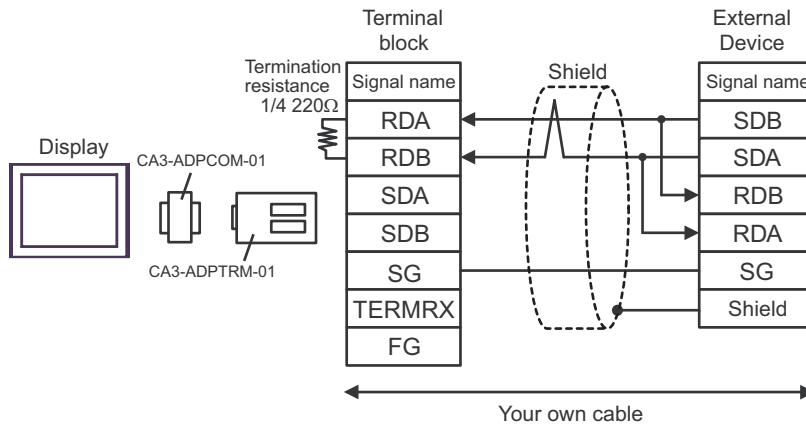 Terminal
block
External
Device
Termination
resistance
1/4 220Ω
Signal name
Shield
Signal name
RDA
SDB
RDB
SDA
SDA
RDB
SDB
RDA
SG
SG
TERMRX
Shield
FG
Display
CA3-ADPCOM-01
CA3-ADPTRM-01
Your own cable